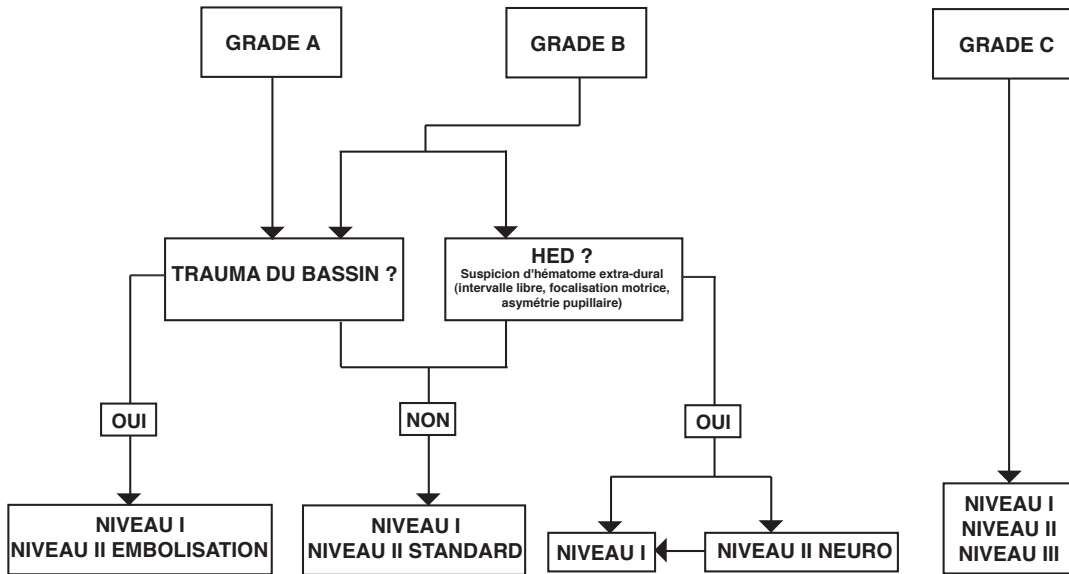 GRADE A
GRADE B
GRADE C
TRAUMA DU BASSIN ?
HED ?
Suspicion d'hématome extra-dural
(intervalle libre, focalisation motrice,
asymétrie pupillaire)
OUI
NON
OUI
NIVEAU I
NIVEAU II EMBOLISATION
NIVEAU I
NIVEAU II STANDARD
NIVEAU I
NIVEAU II NEURO
NIVEAU I
NIVEAU II
NIVEAU III